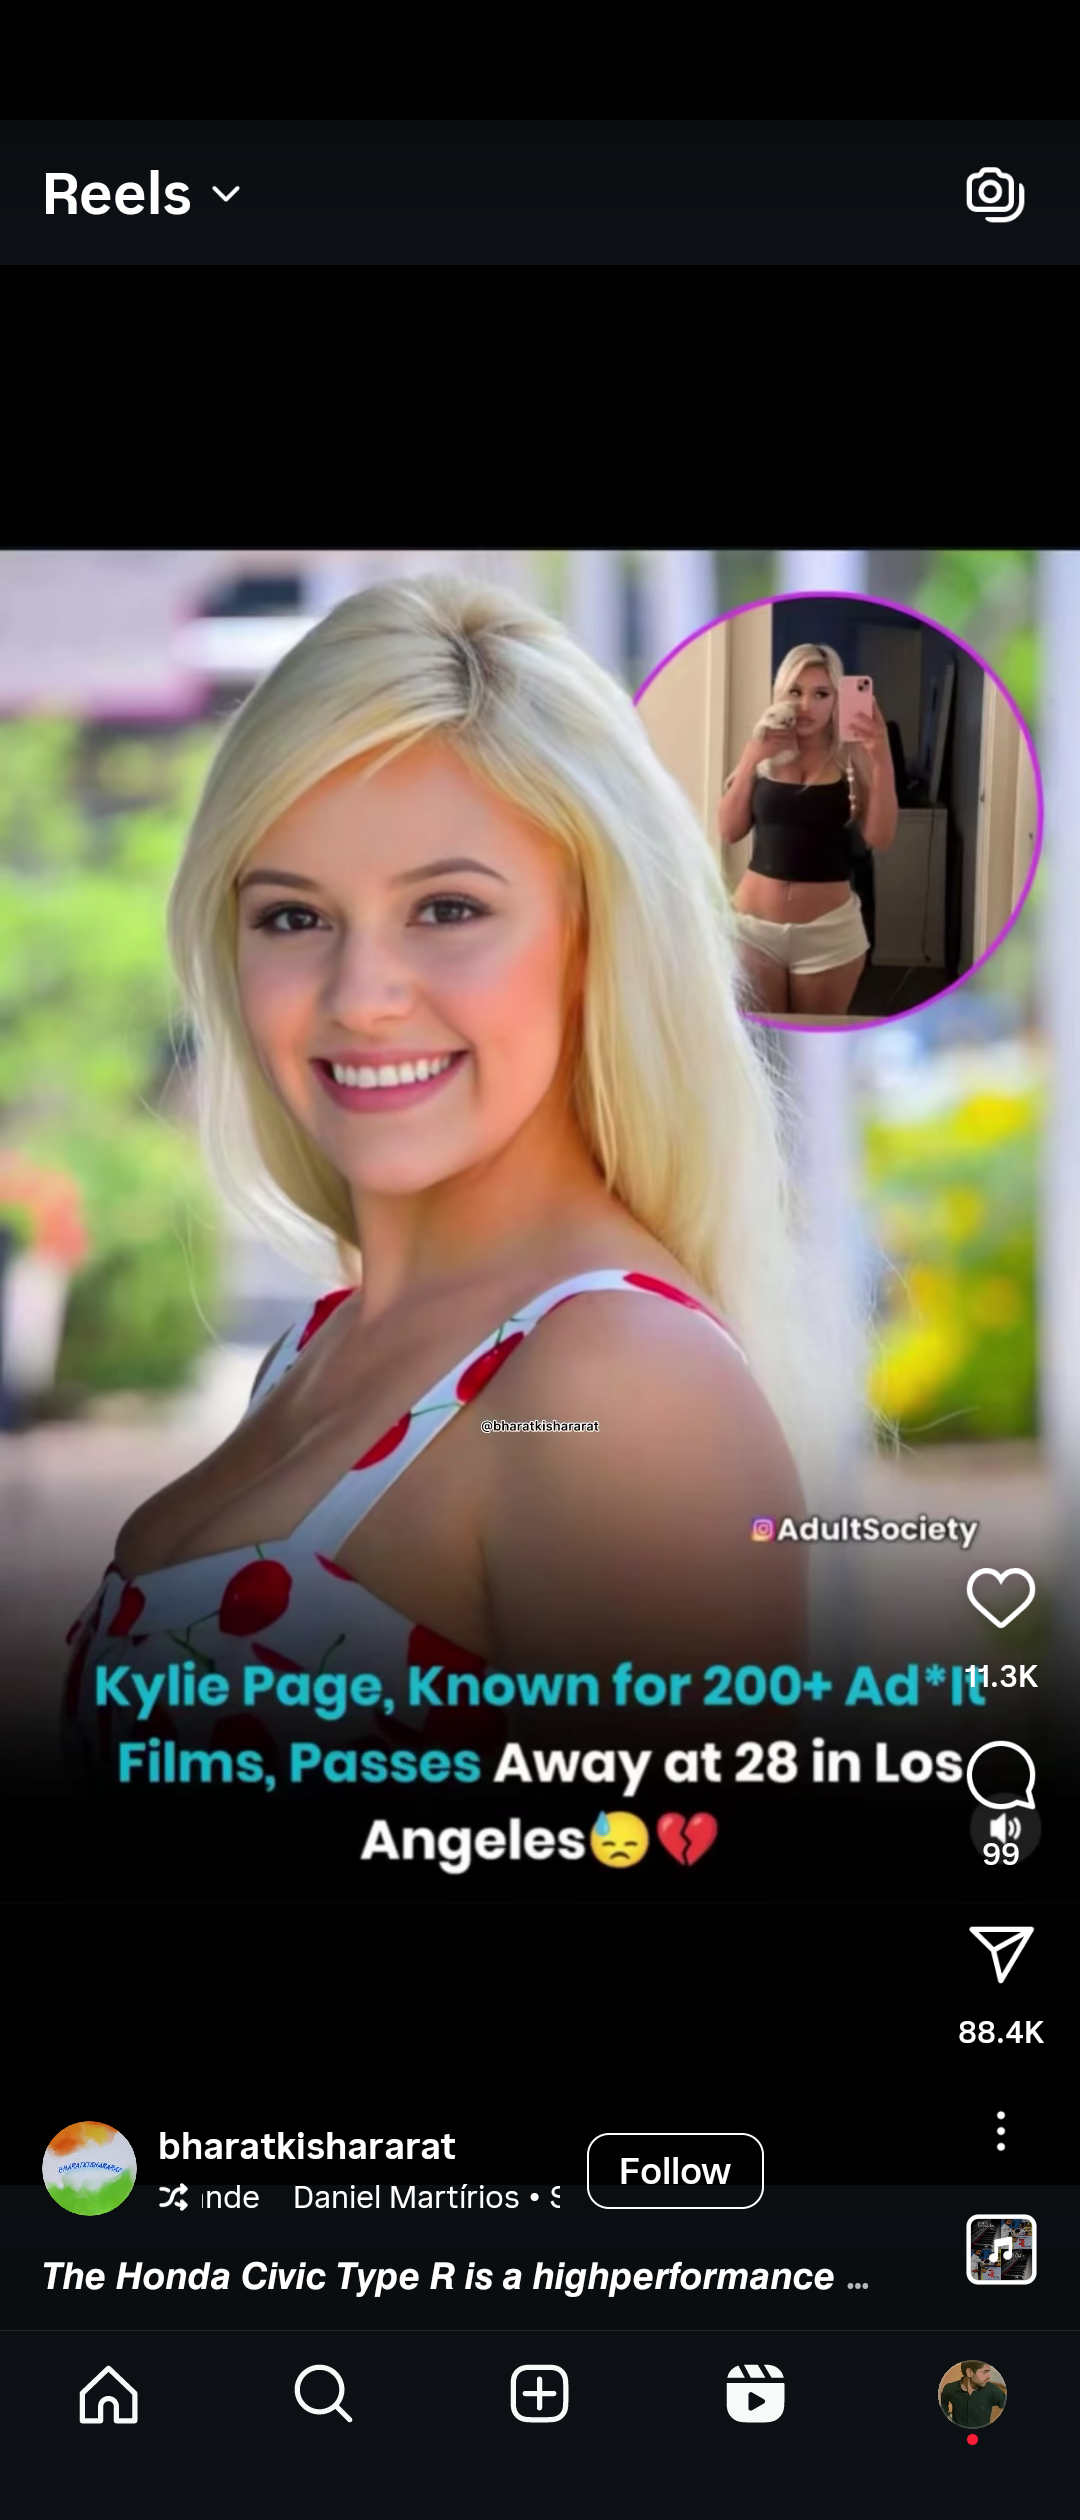 Reels
@bharatkishararat
AdultSociety
Kylie Page, Known for 200+ Ad*lt
Films, Passes Away at 28 in Los
Angeles😓💔
11.3K
99
88.4K
bharatkishararat
Follow
nde Daniel Martírios • S
The Honda Civic Type R is a highperformance ...